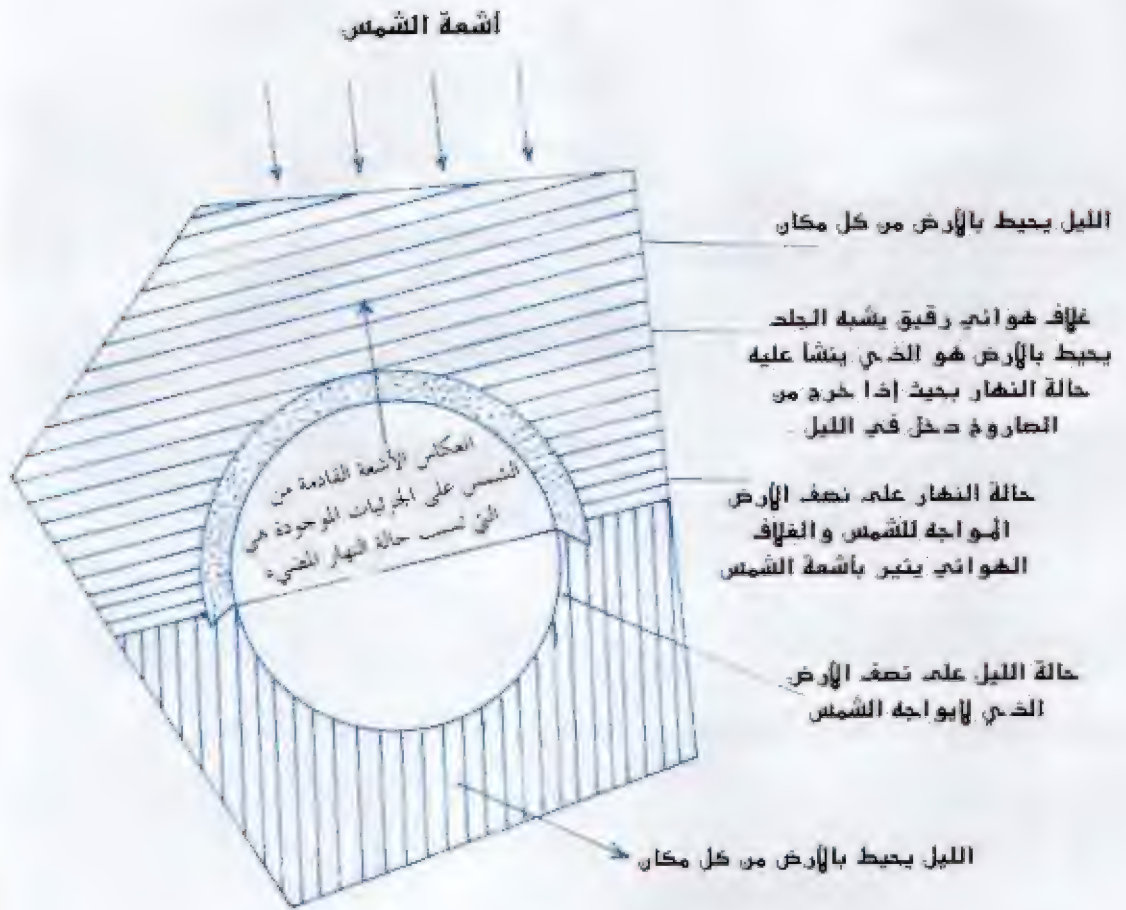 أشعة الشمس
الليل يحيط بالأرض من كل مكان
غلاف هوائي رقيق يشبه الجلد
يحيط بالأرض هو الذي ينشأ عليه
حالة النهار بحيث إذا خرج من
الصاروخ دخل في الليل
انعكاس الأشعة القادمة من
الشمس على الجزئيات الموجودة هي
التي تسبب حالة النهار المضيء
حالة النهار على نصف الأرض
المواجه للشمس والغلاف
الهوائي ينير بأشعة الشمس
حالة الليل على نصف الأرض
الذي لايواجه الشمس
الليل يحيط بالأرض من كل مكان